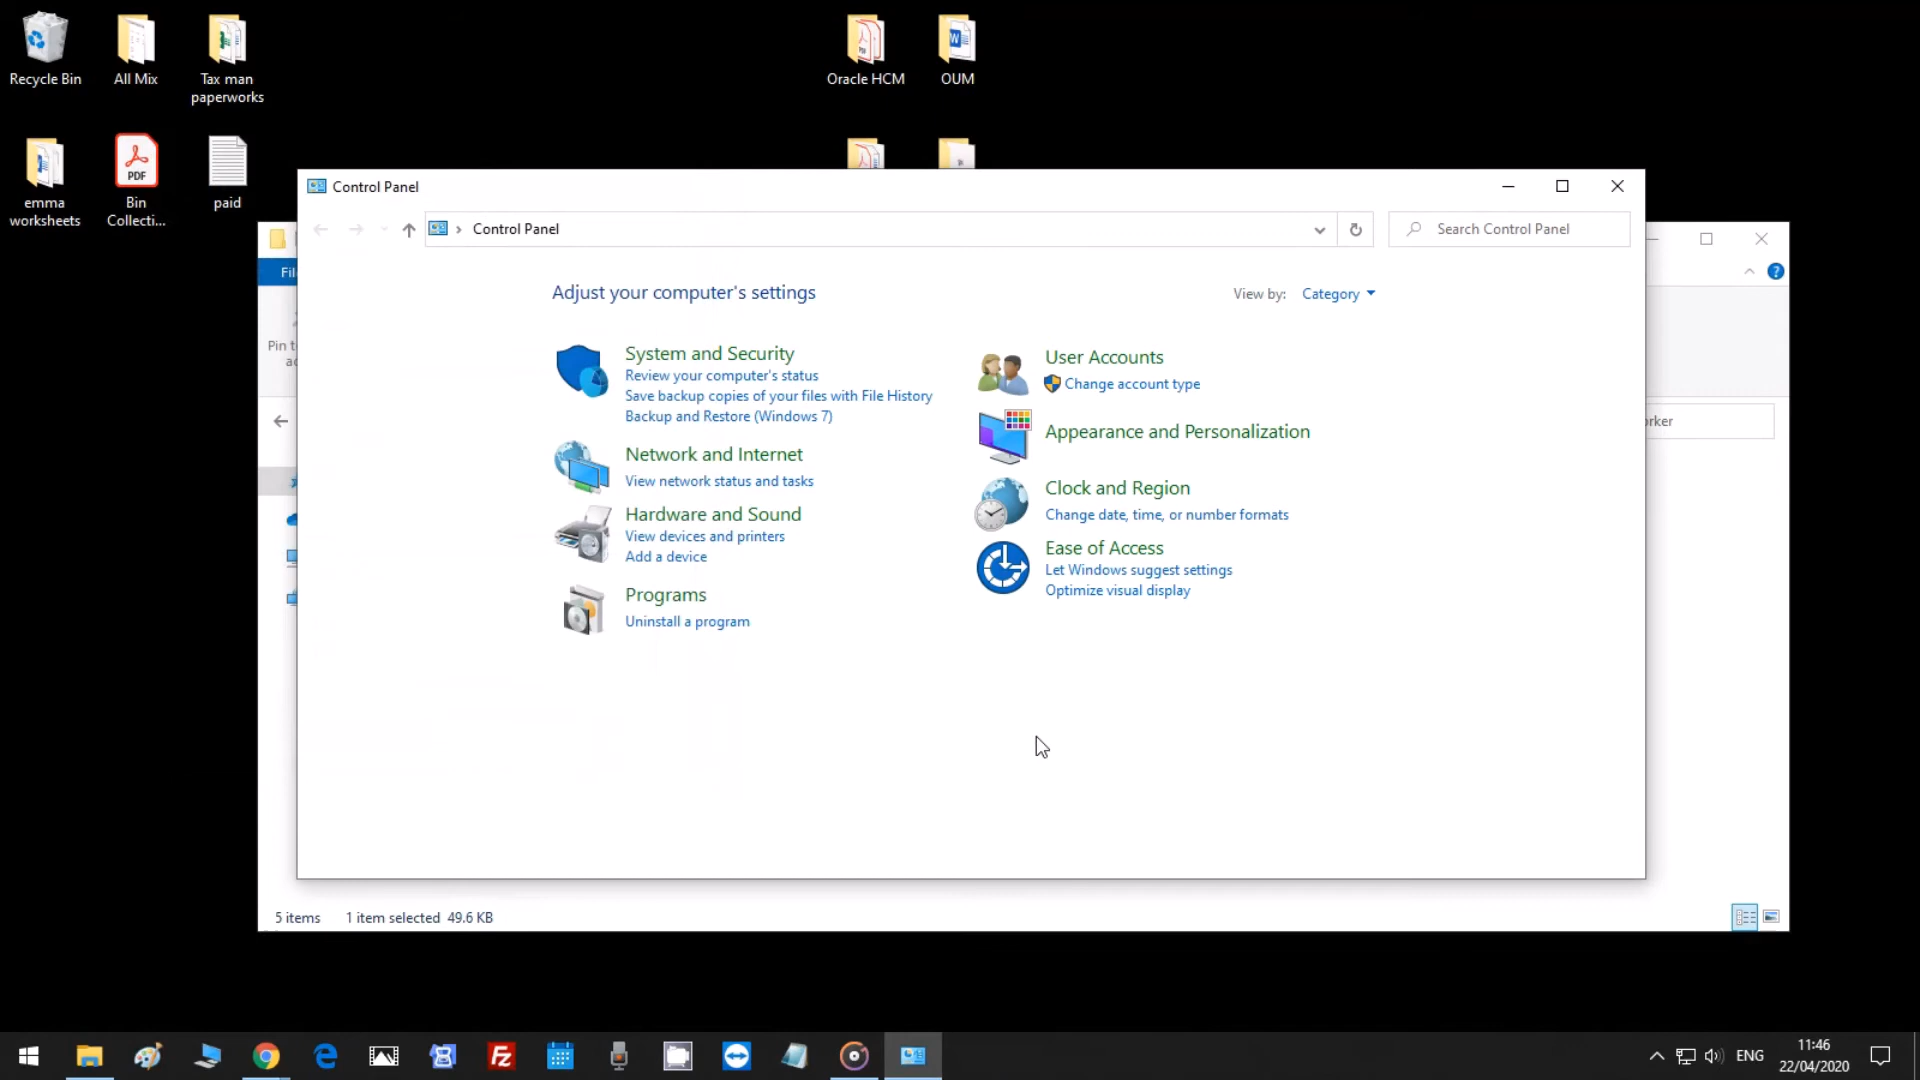 Recycle Bin
All Mix
Tax man
paperworks
Oracle HCM
OUM
emma
worksheets
PDF
Bin
Collecti...
paid
Control Panel
Control Panel
Search Control Panel
Adjust your computer's settings
View by:
Category
System and Security
Review your computer's status
Save backup copies of your files with File History
Backup and Restore (Windows 7)
Network and Internet
View network status and tasks
Hardware and Sound
View devices and printers
Add a device
Programs
Uninstall a program
User Accounts
Change account type
Appearance and Personalization
Clock and Region
Change date, time, or number formats
Ease of Access
Let Windows suggest settings
Optimize visual display
5 items
1 item selected 49.6 KB
ENG
11:46
22/04/2020